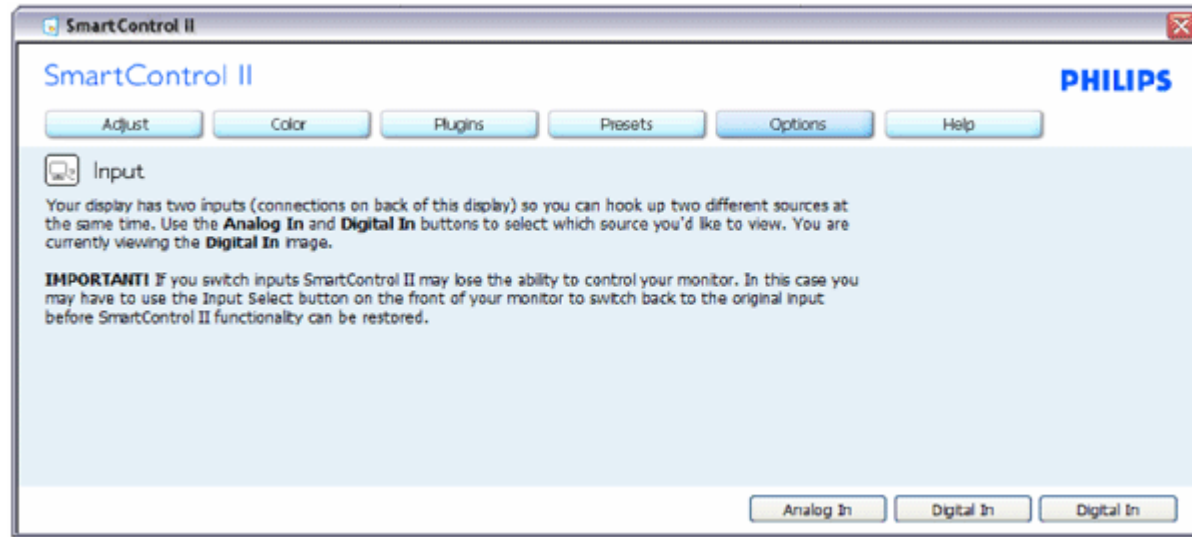 SmartControl II
SmartControl II
PHILIPS
Adjust Color Plugins Presets Options Help
Input
Your display has two inputs (connections on back of this display) so you can hook up two different sources at
the same time. Use the Analog In and Digital In buttons to select which source you'd like to view. You are
currently viewing the Digital In image.
IMPORTANT! If you switch inputs SmartControl II may lose the ability to control your monitor. In this case you
may have to use the Input Select button on the front of your monitor to switch back to the original input
before SmartControl II functionality can be restored.
Analog In Digital In Digital In